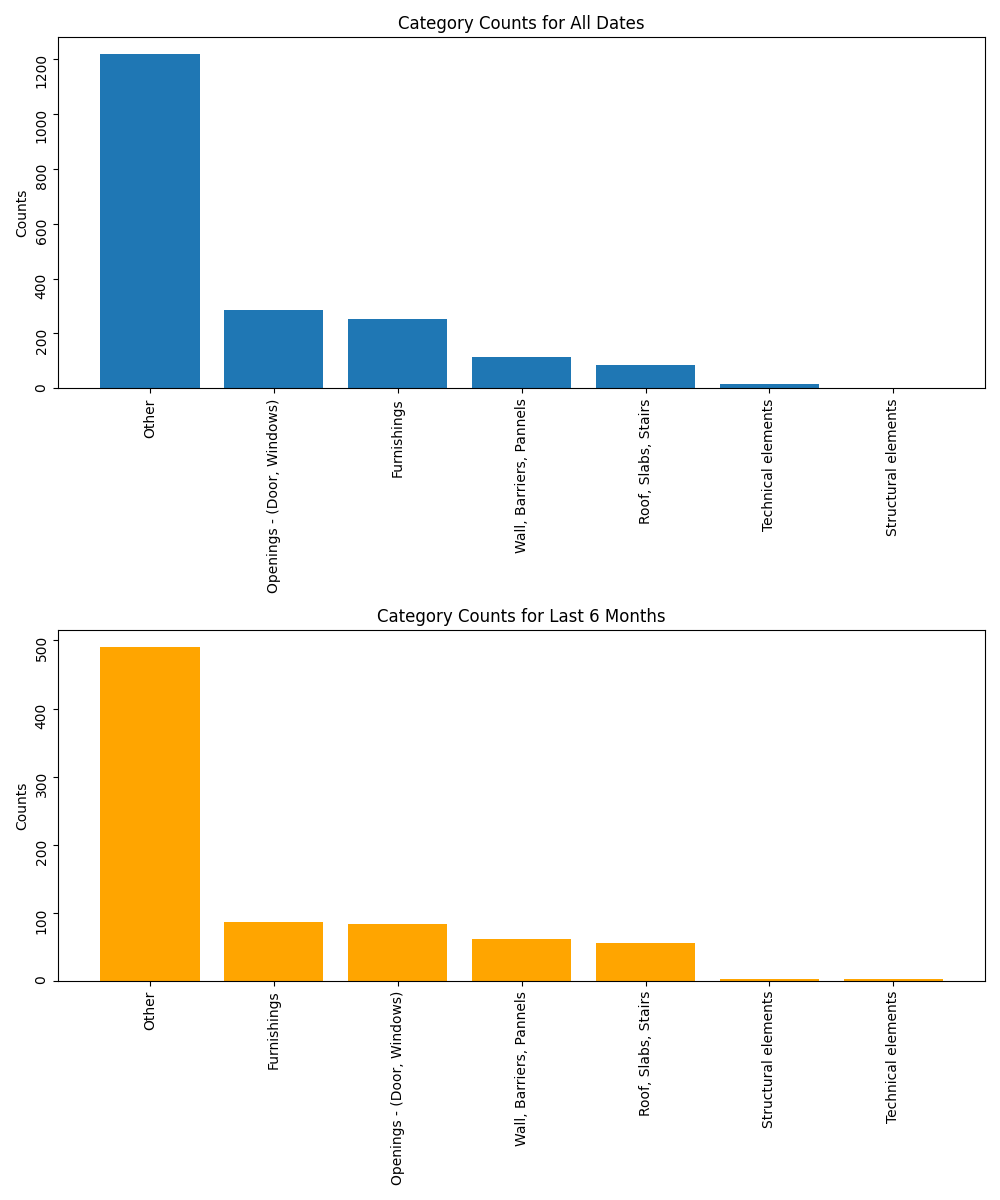 Category Counts for All Dates
Counts
1200
1000
800
600
400
200
0
Other
Openings - (Door, Windows)
Furnishings
Wall, Barriers, Pannels
Roof, Slabs, Stairs
Technical elements
Structural elements
Category Counts for Last 6 Months
Counts
500
400
300
200
100
0
Other
Furnishings
Openings - (Door, Windows)
Wall, Barriers, Pannels
Roof, Slabs, Stairs
Structural elements
Technical elements